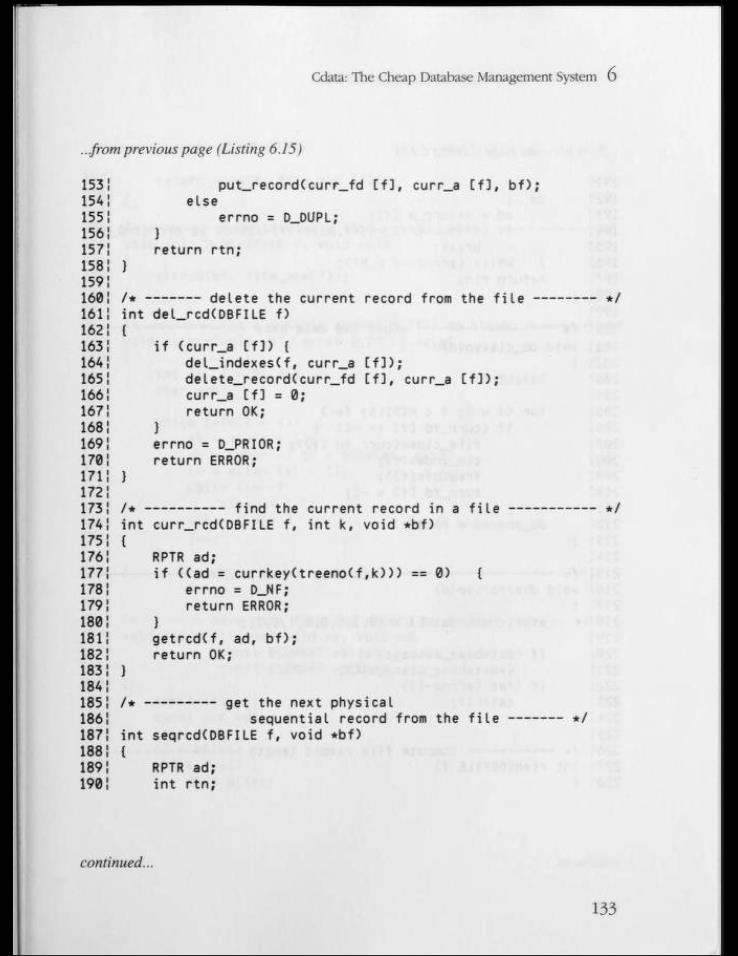 Cdata: The Cheap Database Management System 6
...from previous page (Listing 6.15)
153¦             put_record(curr_fd [f], curr_a [f], bf);
154¦         else
155¦             errno = D_DUPL;
156¦     }
157¦     return rtn;
158¦ }
159¦
160¦ /* ------- delete the current record from the file -------- */
161¦ int del_rcd(DBFILE f)
162¦ {
163¦     if (curr_a [f]) {
164¦         del_indexes(f, curr_a [f]);
165¦         delete_record(curr_fd [f], curr_a [f]);
166¦         curr_a [f] = 0;
167¦         return OK;
168¦     }
169¦     errno = D_PRIOR;
170¦     return ERROR;
171¦ }
172¦
173¦ /* ---------- find the current record in a file ----------- */
174¦ int curr_rcd(DBFILE f, int k, void *bf)
175¦ {
176¦     RPTR ad;
177¦     if ((ad = currkey(treeno(f,k))) == 0)   {
178¦         errno = D_NF;
179¦         return ERROR;
180¦     }
181¦     getrcd(f, ad, bf);
182¦     return OK;
183¦ }
184¦
185¦ /* --------- get the next physical
186¦                 sequential record from the file ------- */
187¦ int seqrcd(DBFILE f, void *bf)
188¦ {
189¦     RPTR ad;
190¦     int rtn;
continued...
133